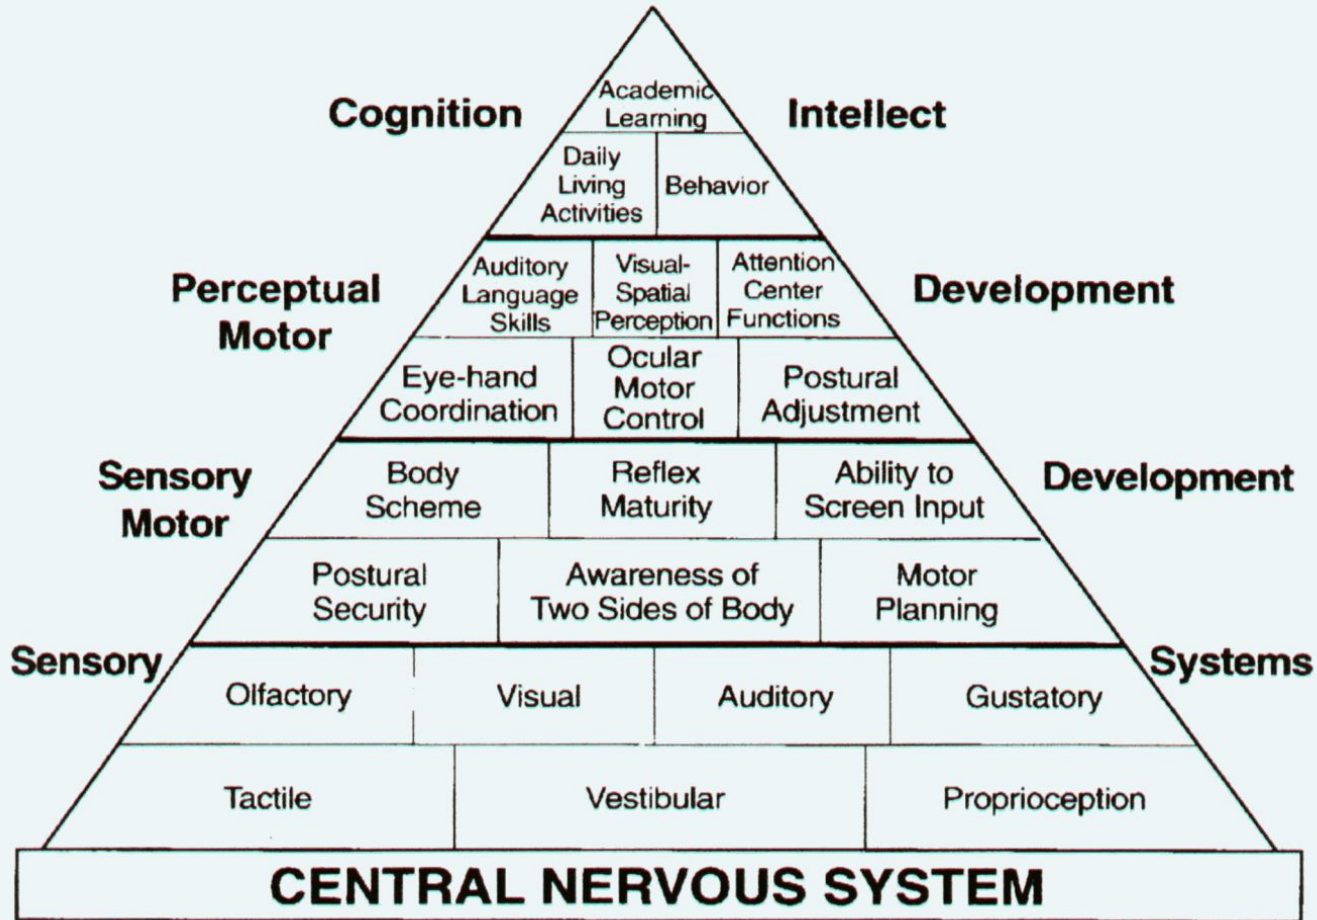 Academic
Learning
Cognition
Intellect
Daily
Living
Activities
Behavior
Perceptual
Motor
Auditory
Language
Skills
Visual-
Spatial
Perception
Attention
Center
Functions
Development
Eye-hand
Coordination
Ocular
Motor
Control
Postural
Adjustment
Sensory
Motor
Body
Scheme
Reflex
Maturity
Ability to
Screen Input
Development
Postural
Security
Awareness of
Two Sides of Body
Motor
Planning
Sensory
Systems
Olfactory
Visual
Auditory
Gustatory
Tactile
Vestibular
Proprioception
CENTRAL NERVOUS SYSTEM